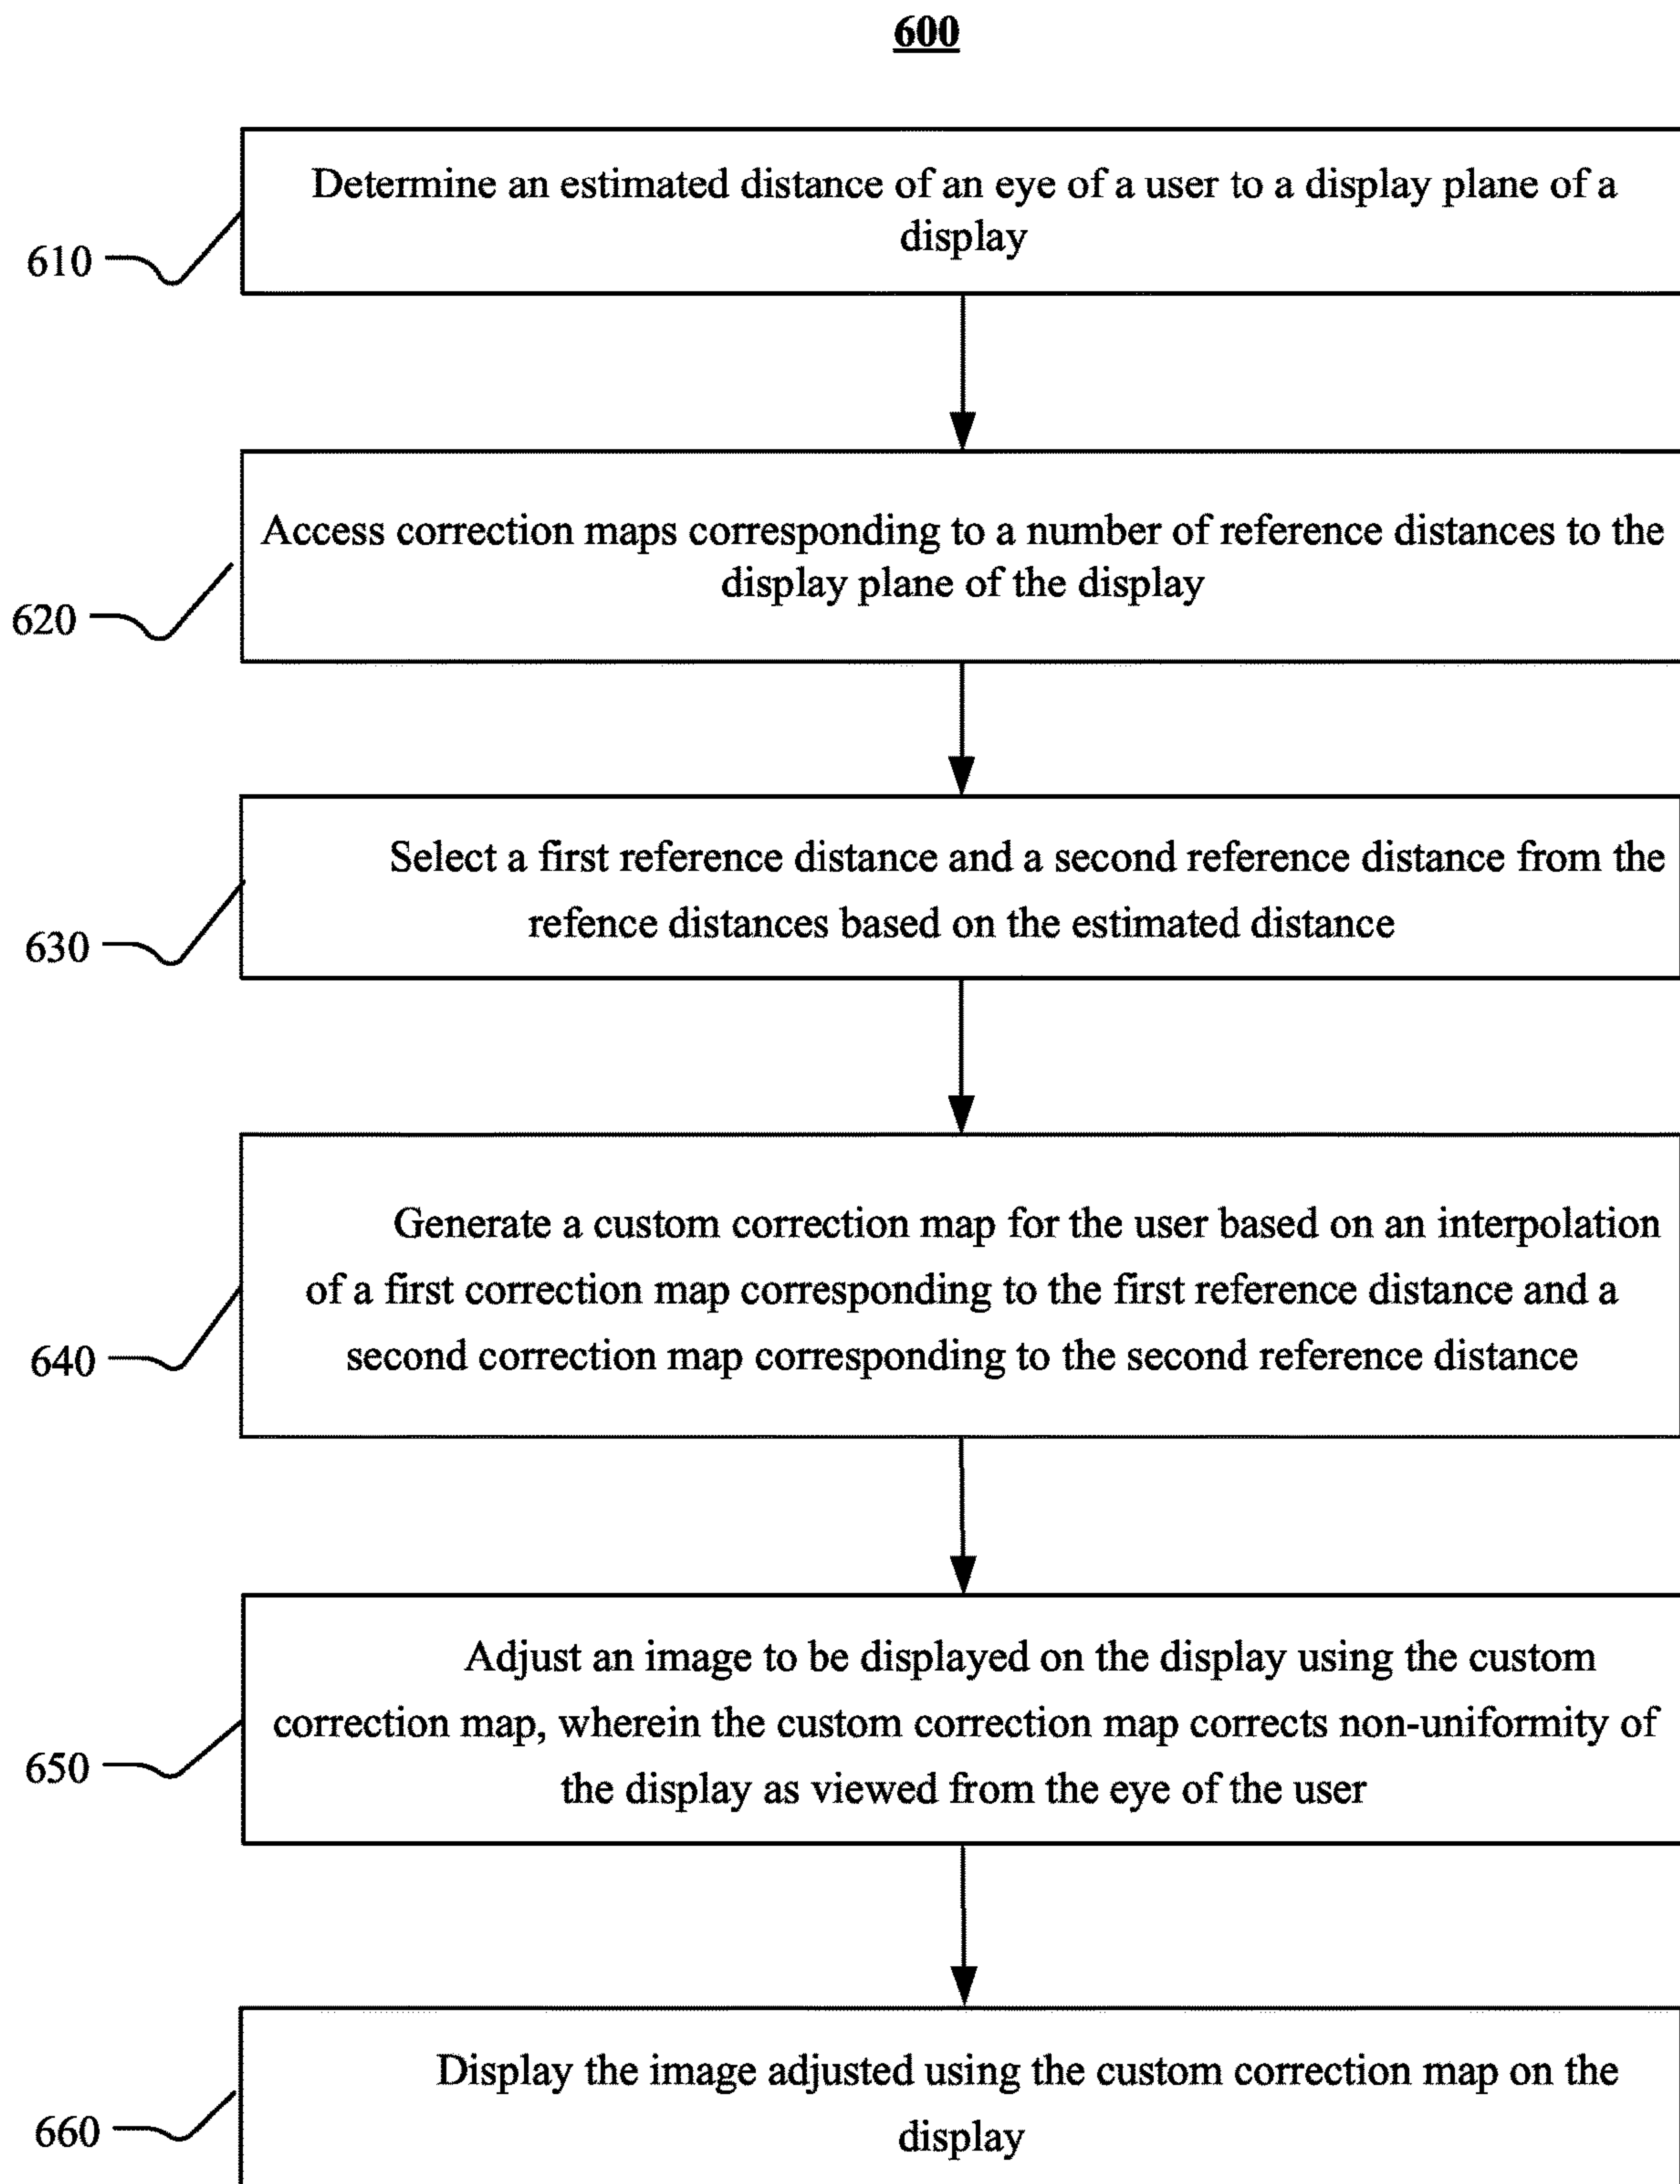 600
Determine an estimated distance of an eye of a user to a display plane of a
display
610
Access correction maps corresponding to a number of reference distances to the
display plane of the display
620
Select a first reference distance and a second reference distance from the
refence distances based on the estimated distance
630
Generate a custom correction map for the user based on an interpolation
of a first correction map corresponding to the first reference distance and a
second correction map corresponding to the second reference distance
640
Adjust an image to be displayed on the display using the custom
correction map, wherein the custom correction map corrects non-uniformity of
the display as viewed from the eye of the user
650
Display the image adjusted using the custom correction map on the
display
660